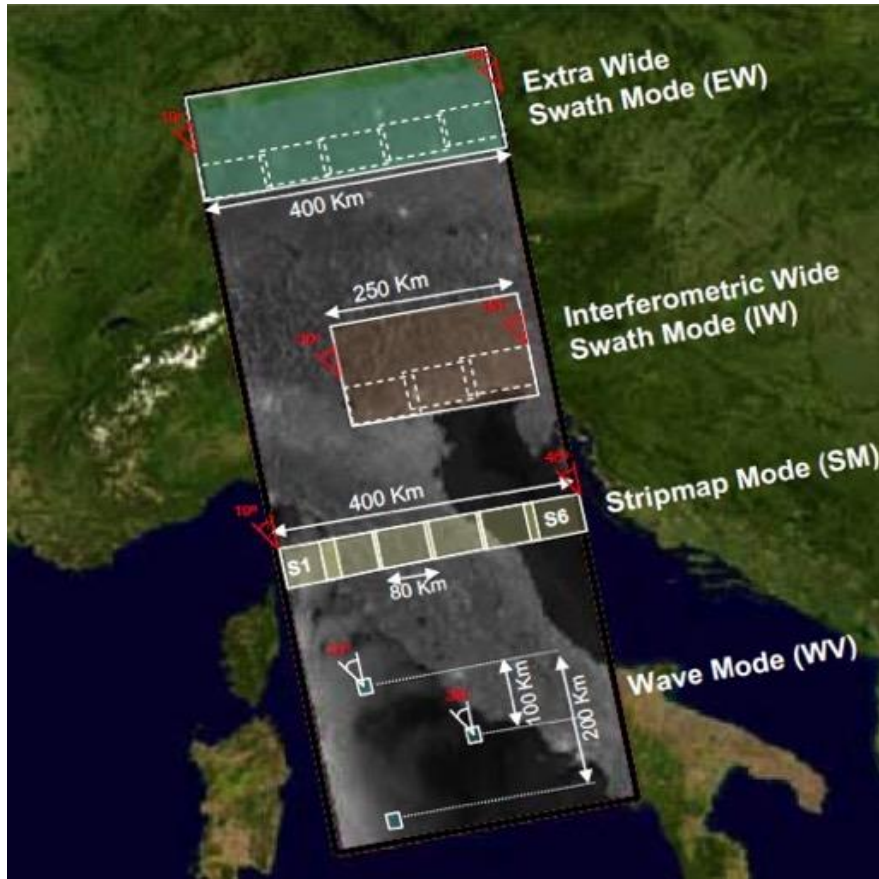 Extra Wide
Swath Mode (EW)
400 Km
250 Km
Interferometric Wide
Swath Mode (IW)
400 Km
Stripmap Mode (SM)
10°
S1
S6
80 Km
Wave Mode (WV)
100 Km
200 Km